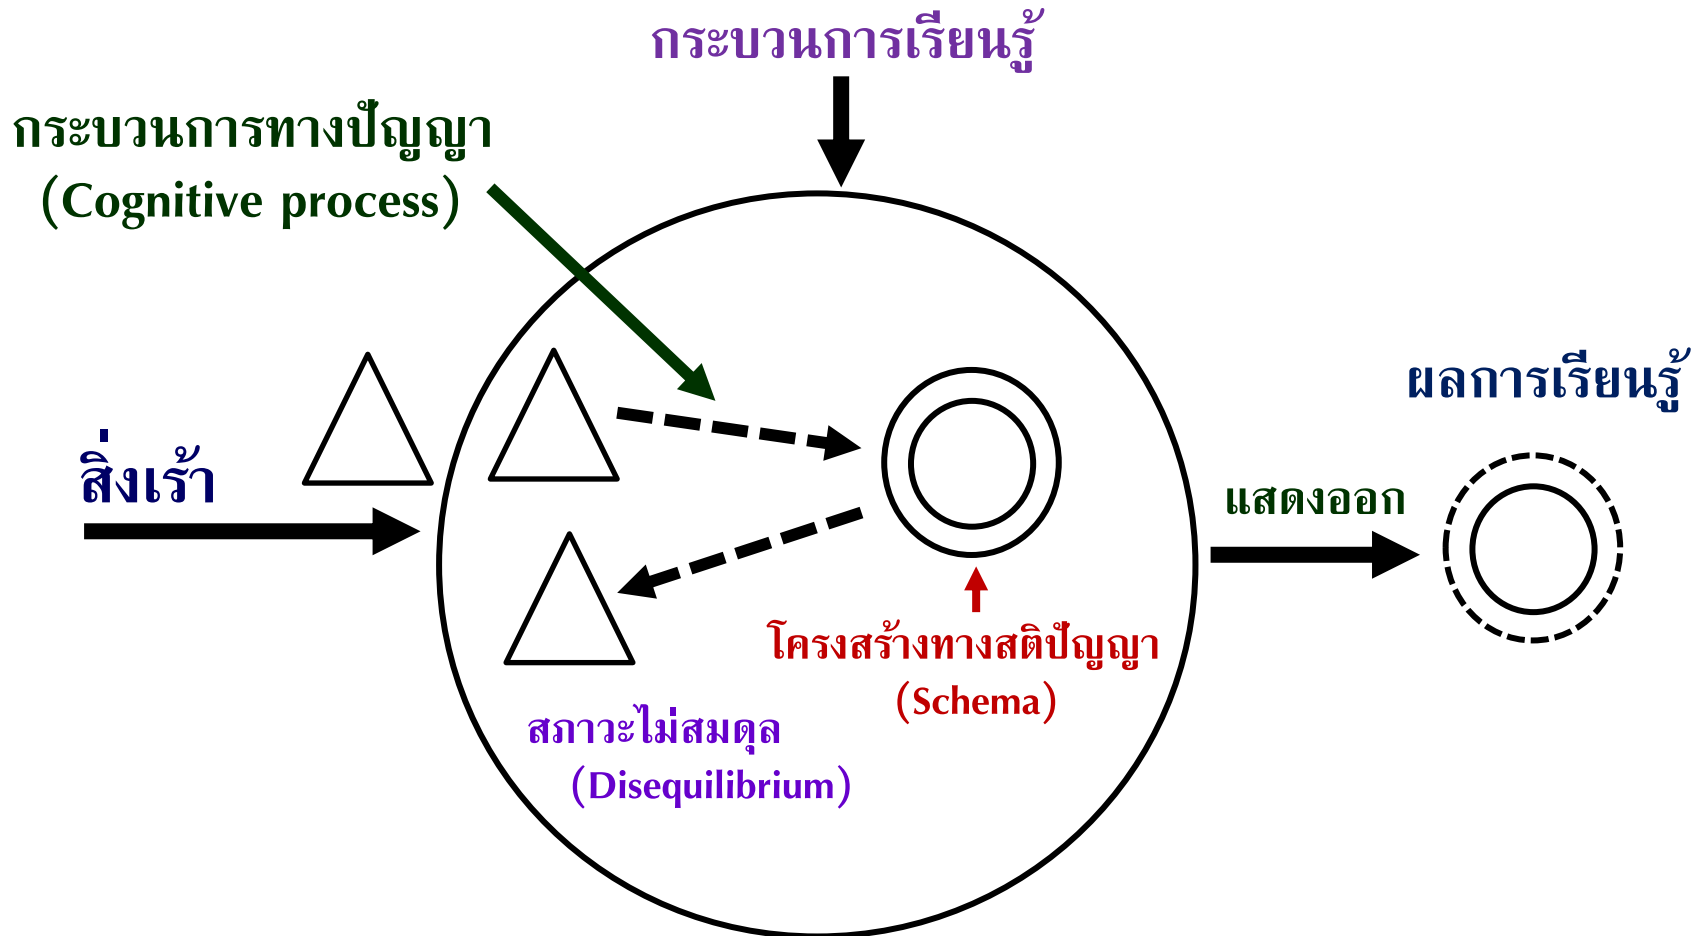 กระบวนการเรียนรู้
กระบวนการทางปัญญา
(Cognitive process)
ผลการเรียนรู้
สิ่งเร้า
แสดงออก
โครงสร้างทางสติปัญญา
(Schema)
สภาวะไม่สมดุล
(Disequilibrium)